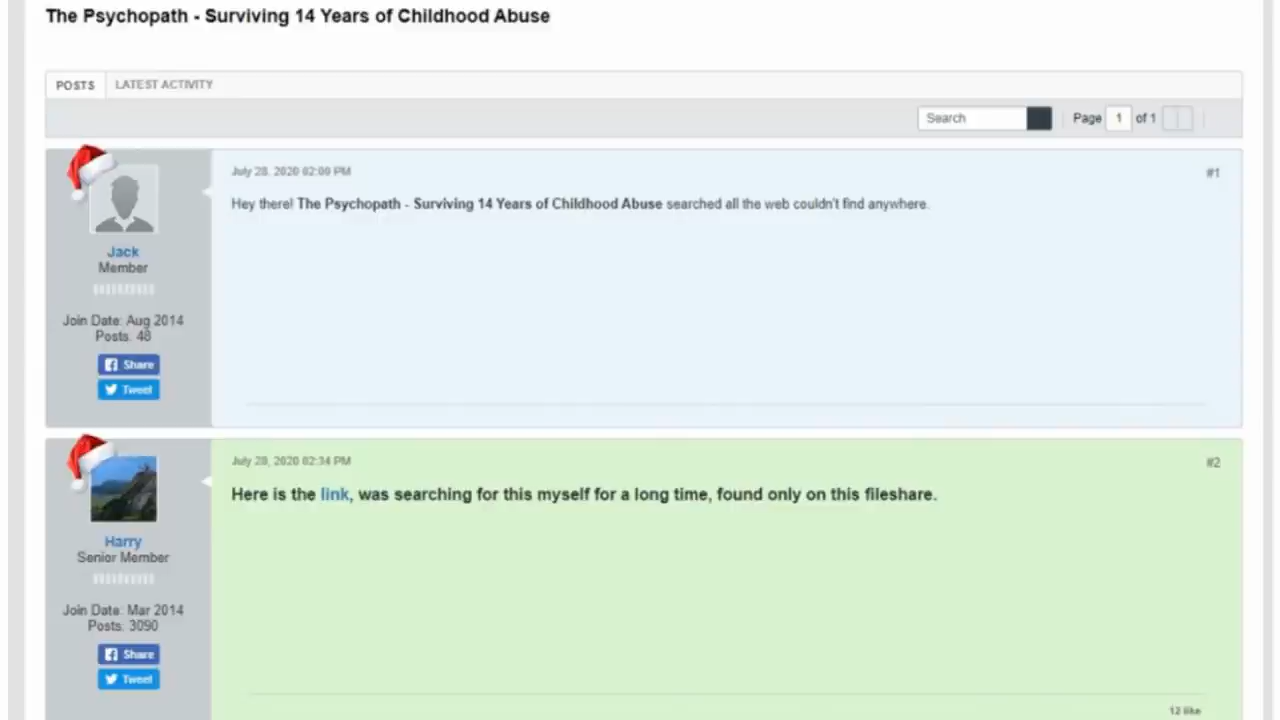 The Psychopath - Surviving 14 Years of Childhood Abuse
POSTS LATEST ACTIVITY
Search Page 1 of 1
July 28, 2020 02:09 PM #1
Hey there! The Psychopath - Surviving 14 Years of Childhood Abuse searched all the web couldn't find anywhere.
Jack
Member
Join Date: Aug 2014
Posts: 48
Share
Tweet
July 28, 2020 02:34 PM #2
Here is the link, was searching for this myself for a long time, found only on this fileshare.
Harry
Senior Member
Join Date: Mar 2014
Posts: 3090
Share
Tweet
12 like